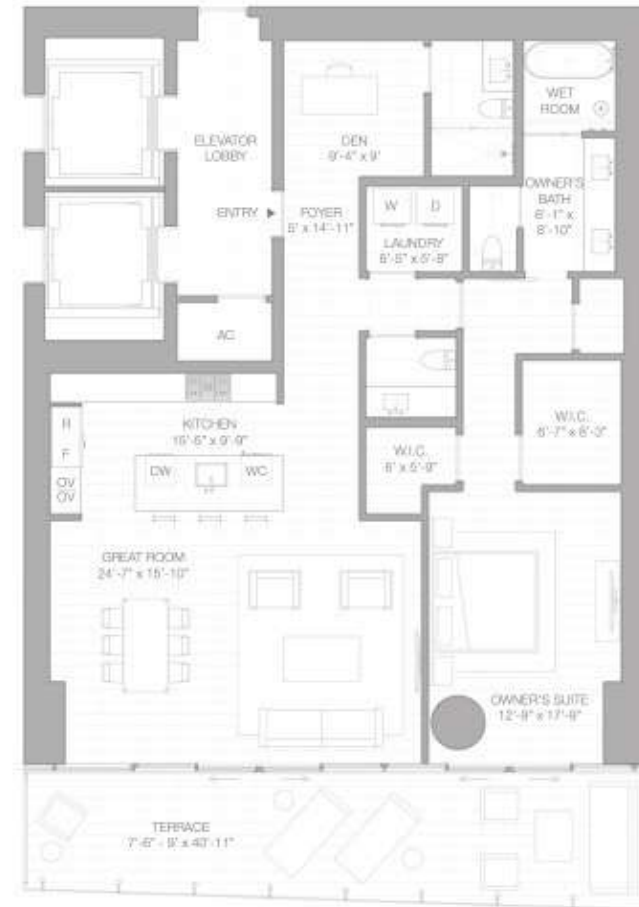 WET
ROOM
ELEVATOR
LOBBY
DEN
9'-4" x 9'
OWNER'S
BATH
6'-1" x
8'-10"
ENTRY
FOYER
5' x 14'-11"
W
D
LAUNDRY
6'-5" x 5'-8"
AC
R
F
OV
OV
KITCHEN
15'-5" x 9'-9"
DW
WC
W.I.C.
6'-7" x 8'-3"
W.I.C.
6' x 5'-9"
GREAT ROOM
24'-7" x 15'-10"
OWNER'S SUITE
12'-9" x 17'-9"
TERRACE
7'-6" - 9' x 40'-11"